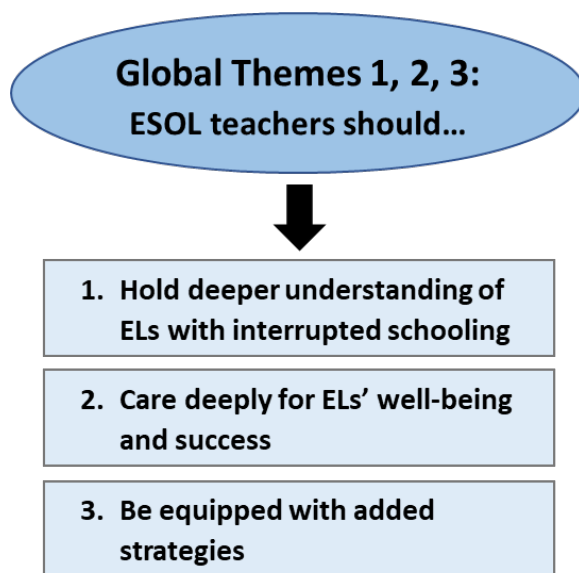 Global Themes 1, 2, 3:
ESOL teachers should…
1. Hold deeper understanding of
ELs with interrupted schooling
2. Care deeply for ELs’ well-being
and success
3. Be equipped with added
strategies